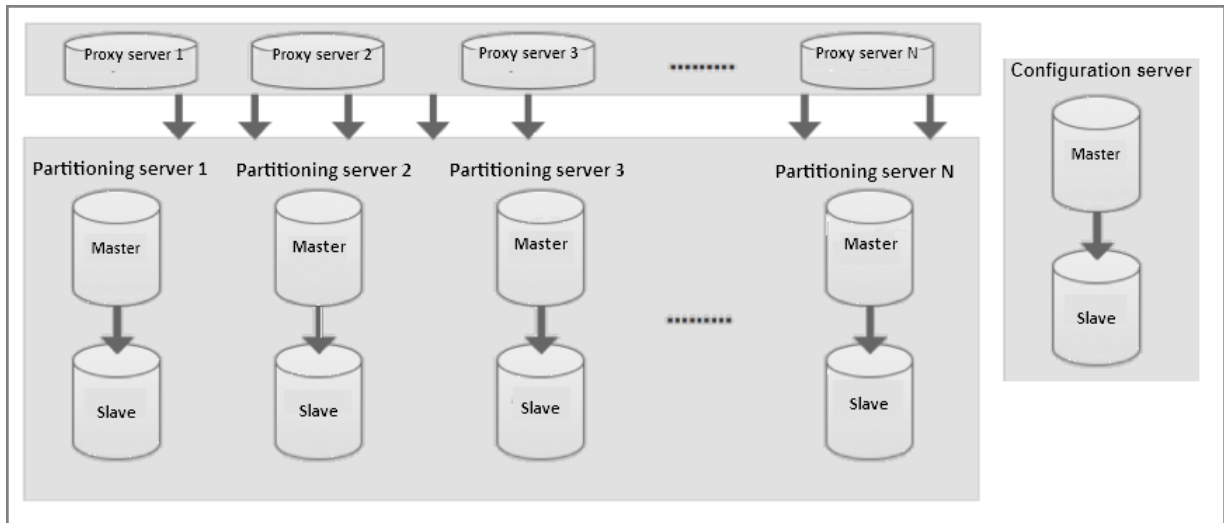 Proxy server 1
Proxy server 2
Proxy server 3
Proxy server N
Configuration server
Master
Slave
Partitioning server 1
Partitioning server 2
Partitioning server 3
Partitioning server N
Master
Master
Master
Master
Slave
Slave
Slave
Slave